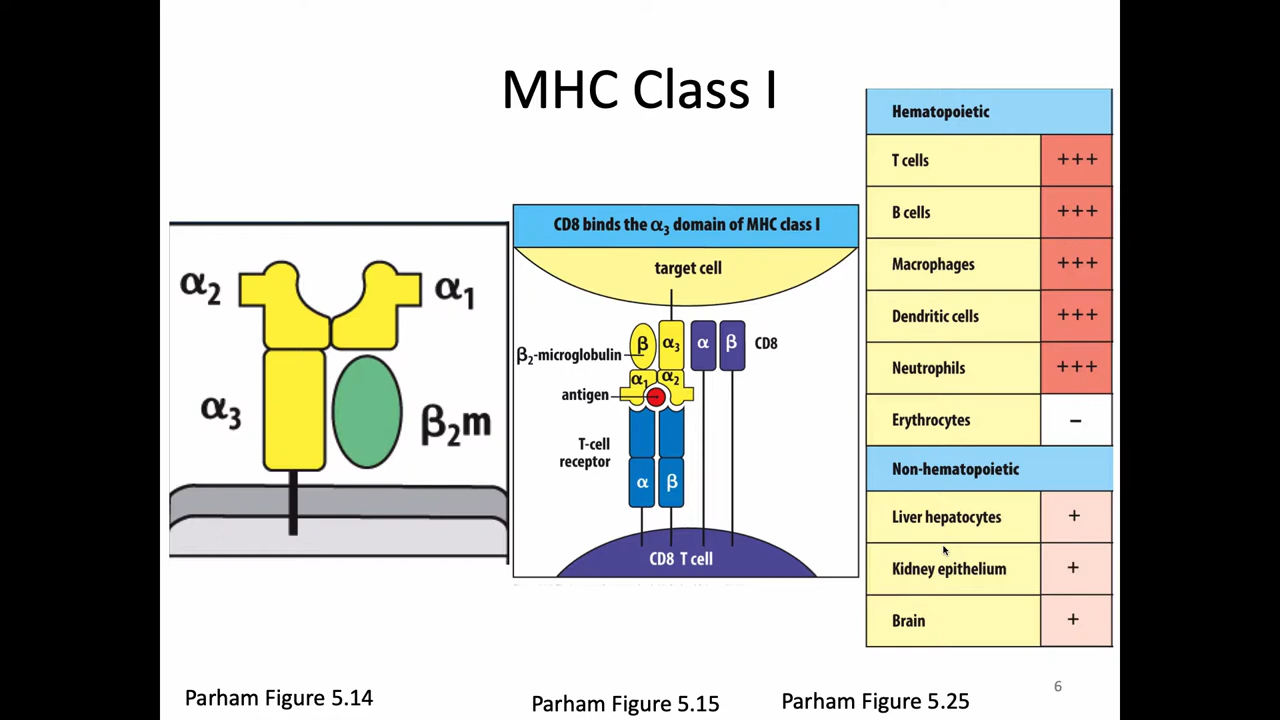 MHC Class I
α2
α1
α3
β2m
CD8 binds the α3 domain of MHC class I
target cell
β
α3
α
β
CD8
β2-microglobulin
α1
α2
antigen
T-cell
receptor
α
β
CD8 T cell
Hematopoietic
T cells +++
B cells +++
Macrophages +++
Dendritic cells +++
Neutrophils +++
Erythrocytes –
Non-hematopoietic
Liver hepatocytes +
Kidney epithelium +
Brain +
6
Parham Figure 5.14
Parham Figure 5.15
Parham Figure 5.25